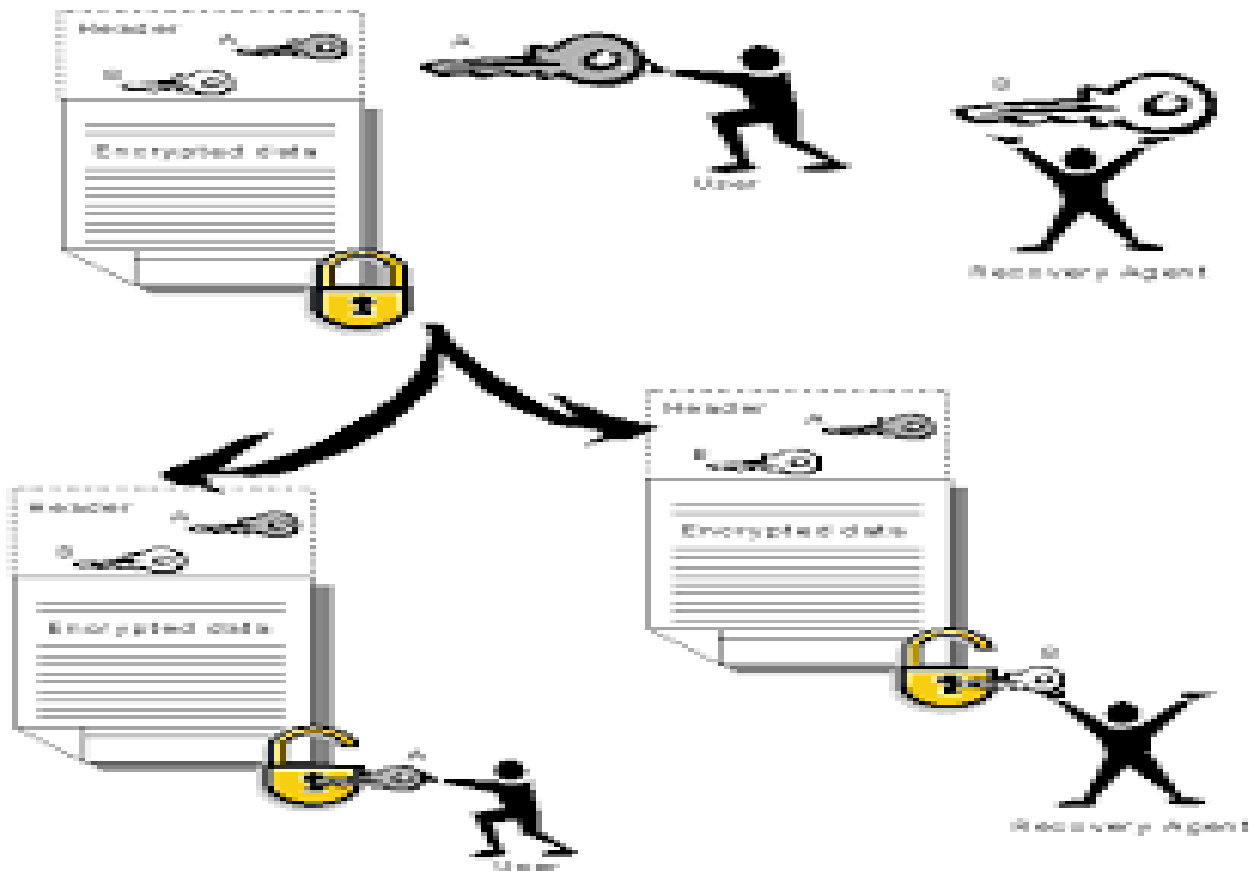 Header
A
B
Encrypted data
A
User
B
Recovery Agent
Header
A
B
Encrypted data
B
Recovery Agent
Header
A
B
Encrypted data
A
User